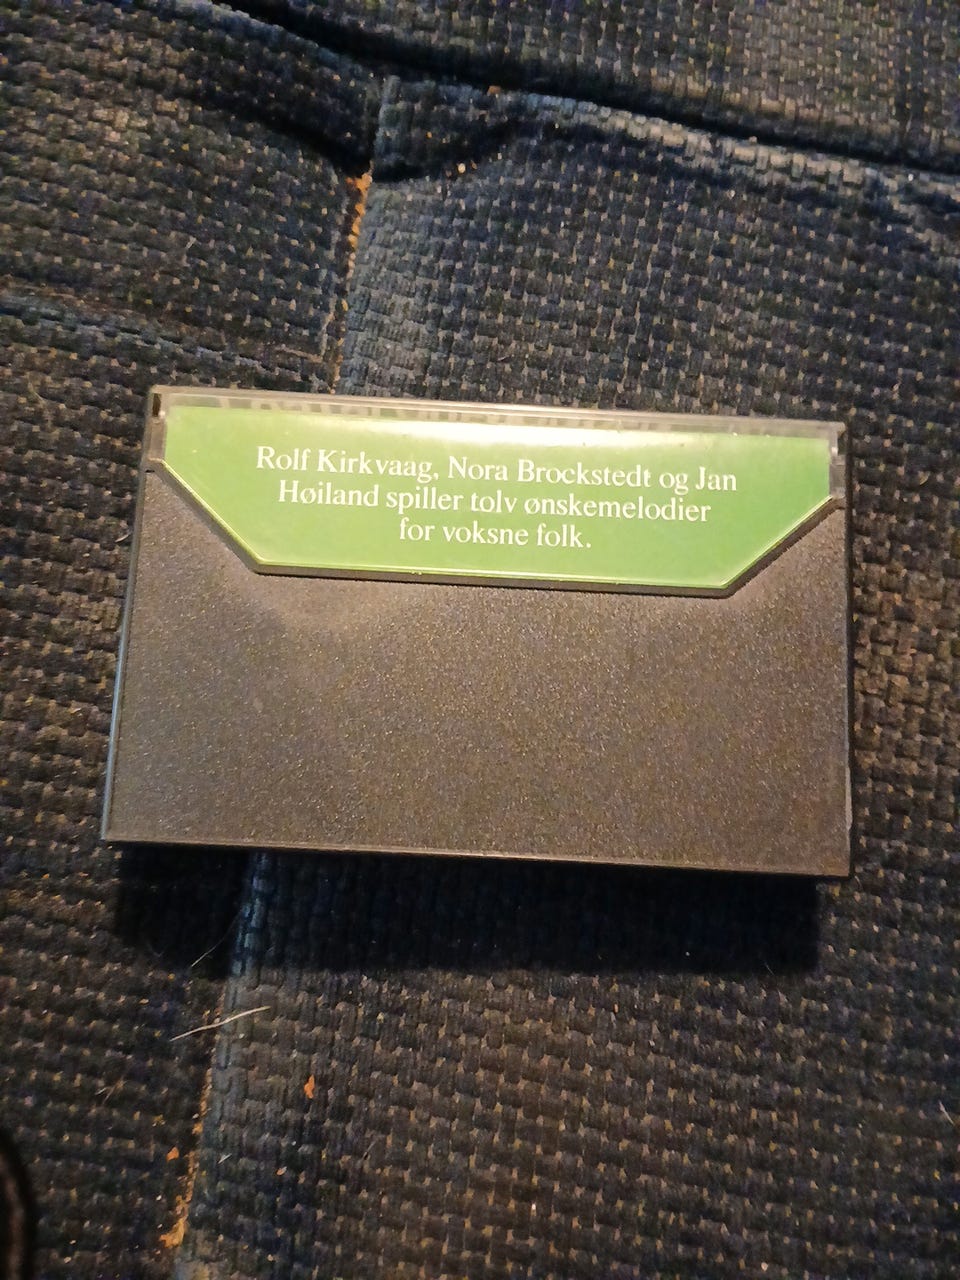 Rolf Kirkvaag, Nora Brockstedt og Jan
Høiland spiller tolv ønskemelodier
for voksne folk.